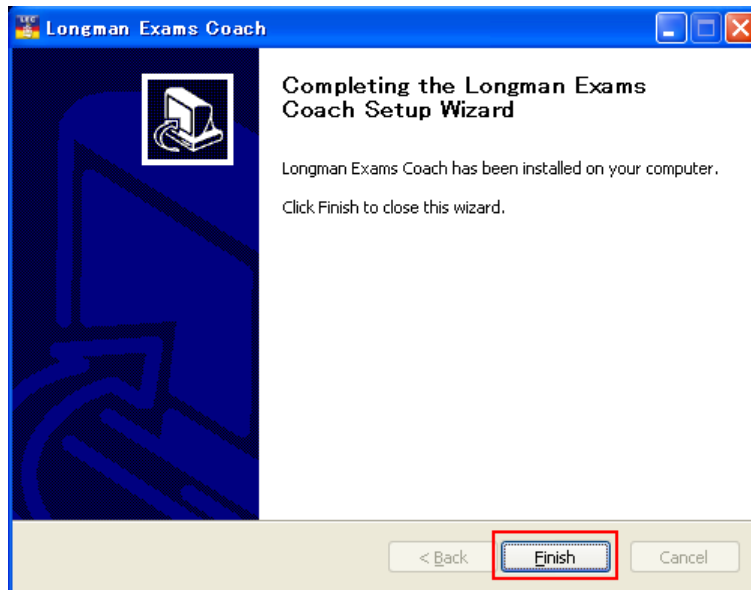 Longman Exams Coach
Completing the Longman Exams
Coach Setup Wizard
Longman Exams Coach has been installed on your computer.
Click Finish to close this wizard.
< Back
Finish
Cancel